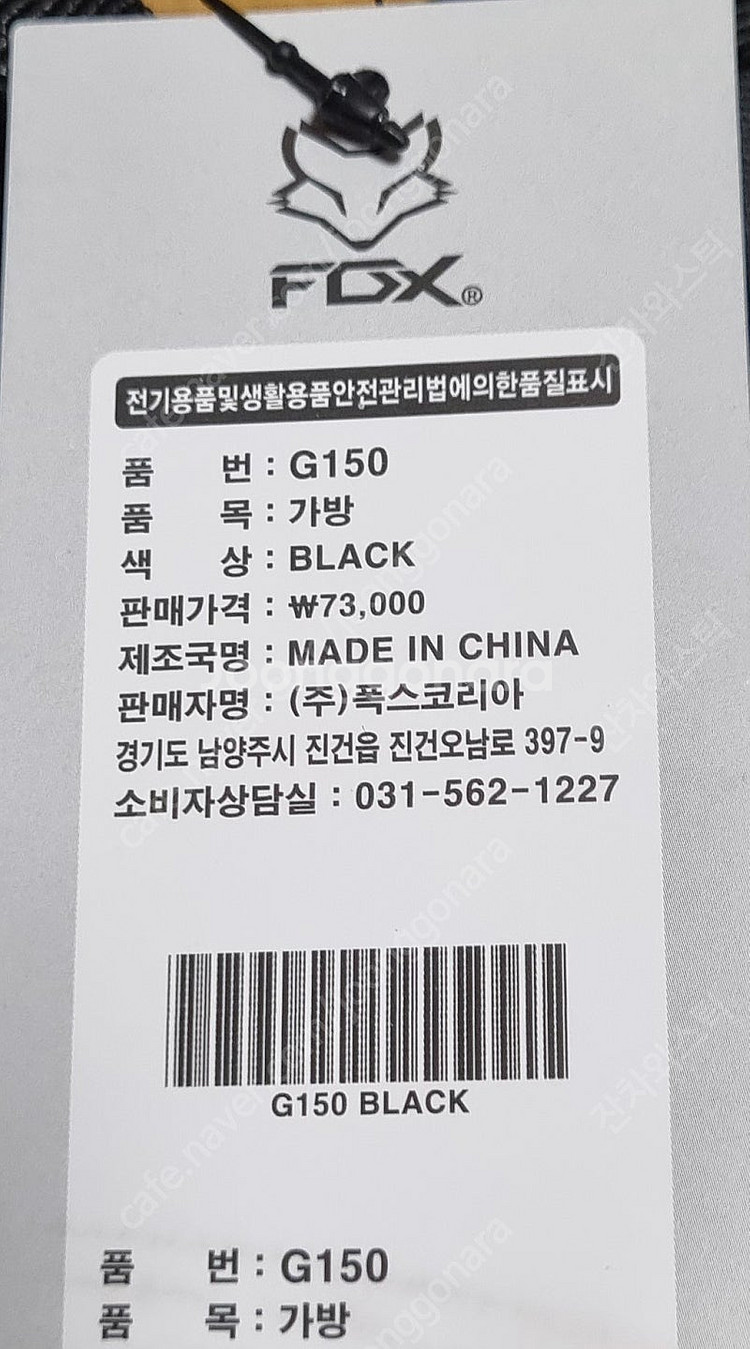 FOX®
전기용품및생활용품안전관리법에의한품질표시
품 번 : G150
품 목 : 가방
색 상 : BLACK
판매가격 : ₩73,000
제조국명 : MADE IN CHINA
판매자명 : (주)폭스코리아
경기도 남양주시 진건읍 진건오남로 397-9
소비자상담실 : 031-562-1227
G150 BLACK
품 번 : G150
품 목 : 가방